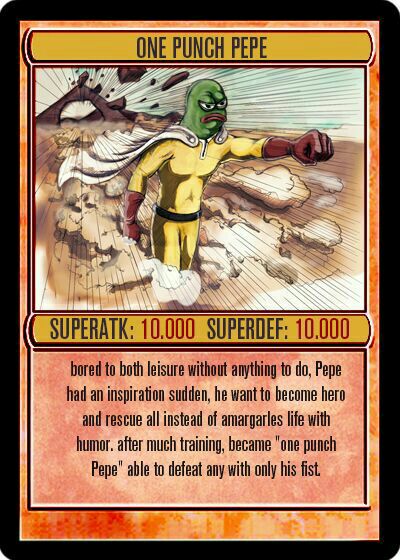 ONE PUNCH PEPE
SUPERATK: 10.000 SUPERDEF: 10.000
bored to both leisure without anything to do, Pepe
had an inspiration sudden, he want to become hero
and rescue all instead of amargarles life with
humor. after much training, became "one punch
Pepe" able to defeat any with only his fist.